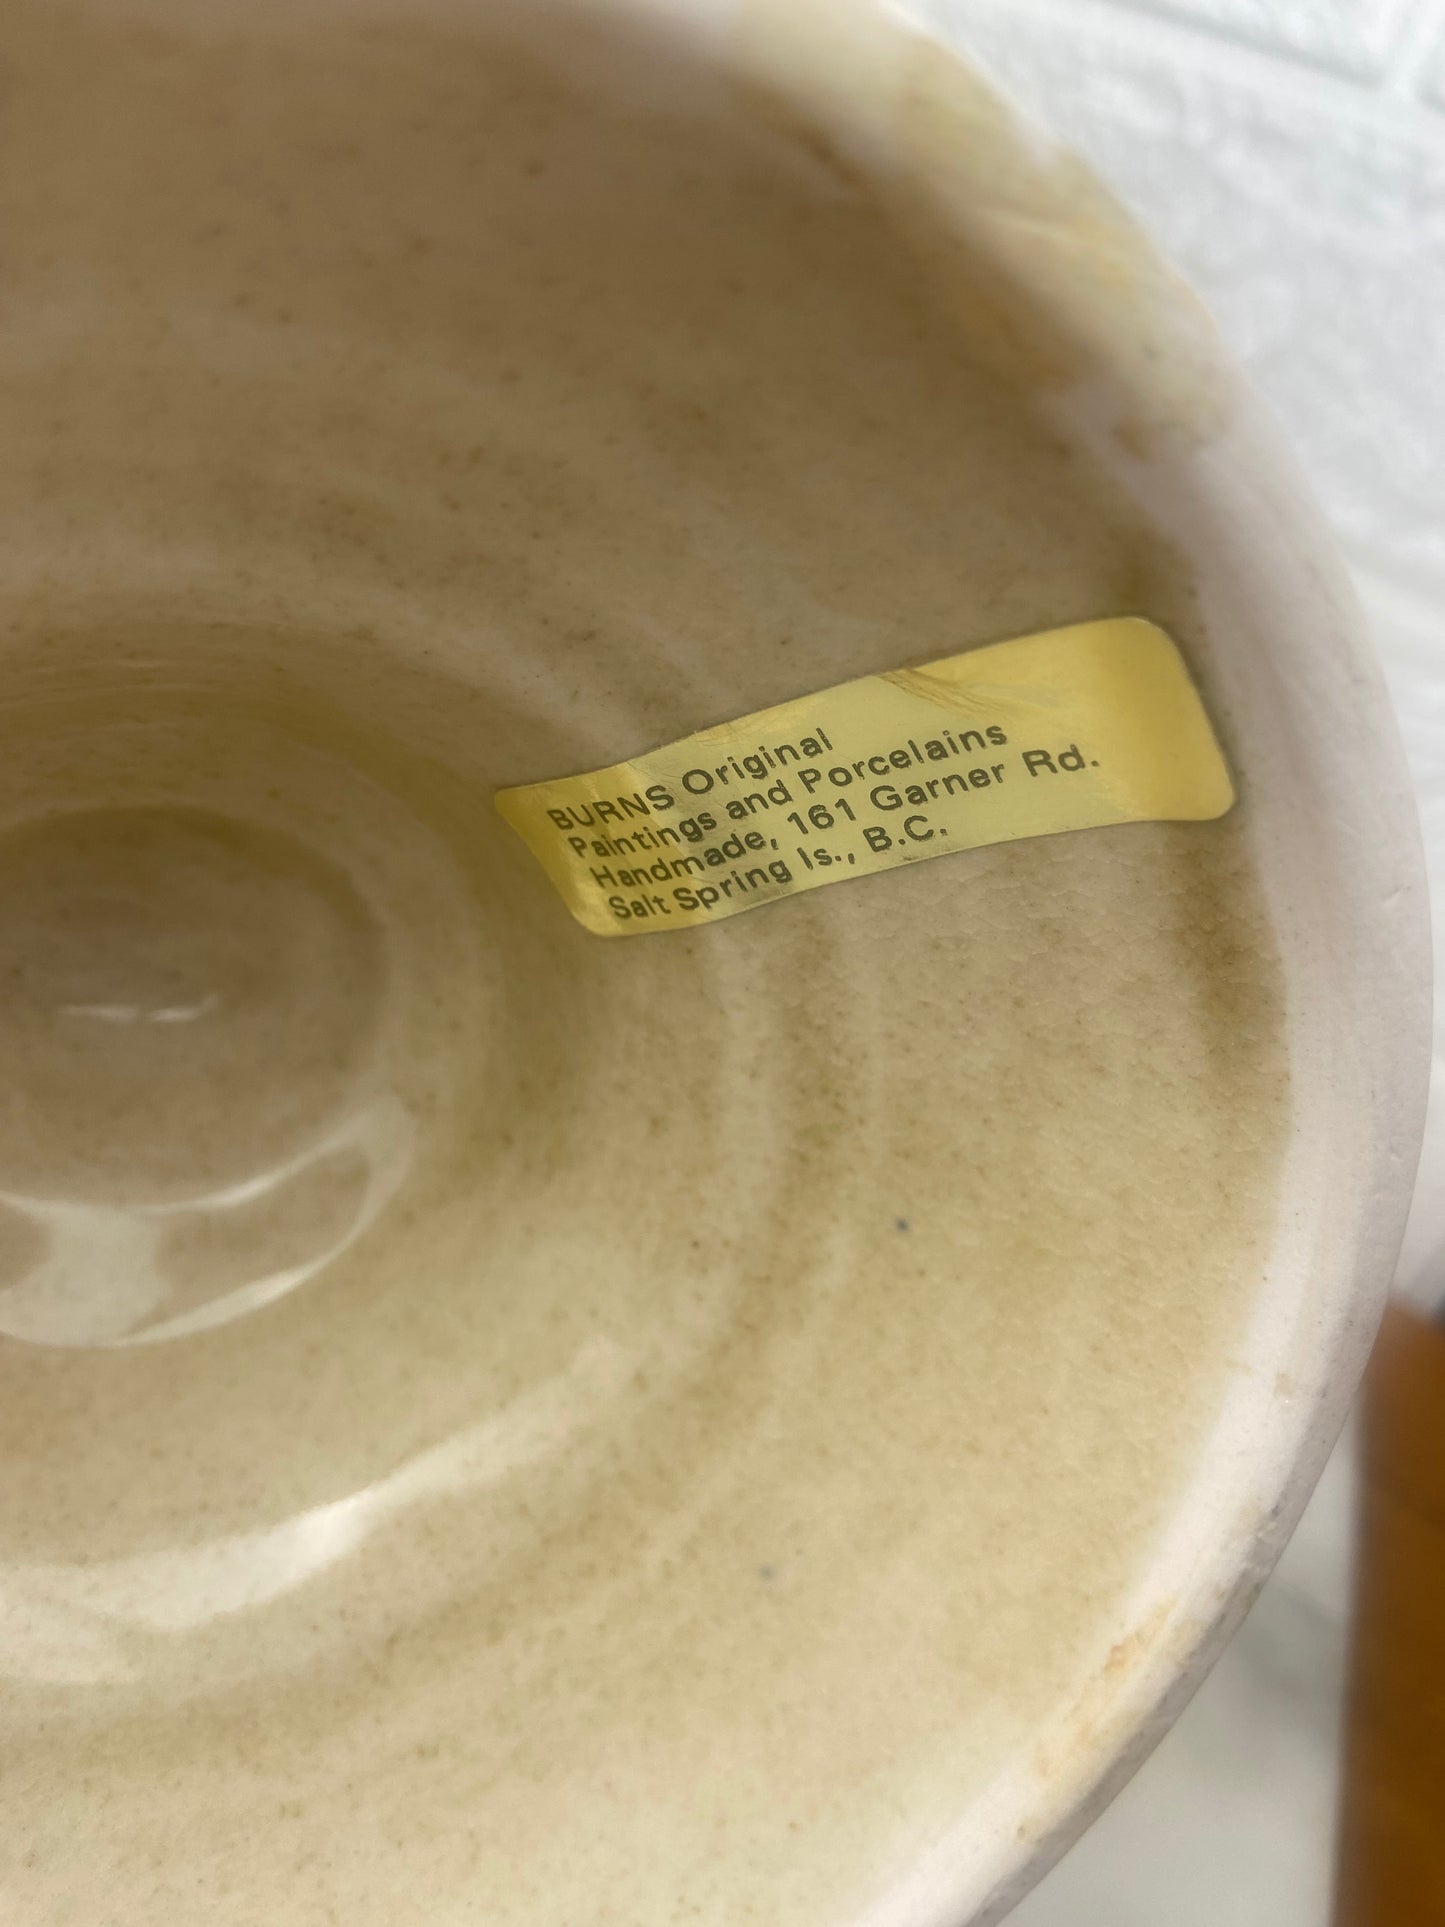 BURNS Original
Paintings and Porcelains
Handmade, 161 Garner Rd.
Salt Spring Is., B.C.